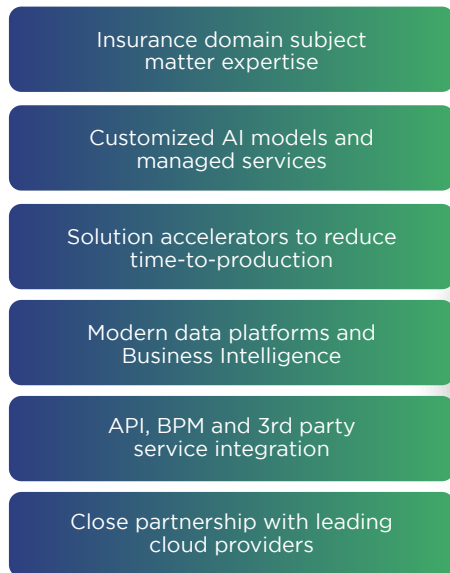 Insurance domain subject
matter expertise
Customized AI models and
managed services
Solution accelerators to reduce
time-to-production
Modern data platforms and
Business Intelligence
API, BPM and 3rd party
service integration
Close partnership with leading
cloud providers